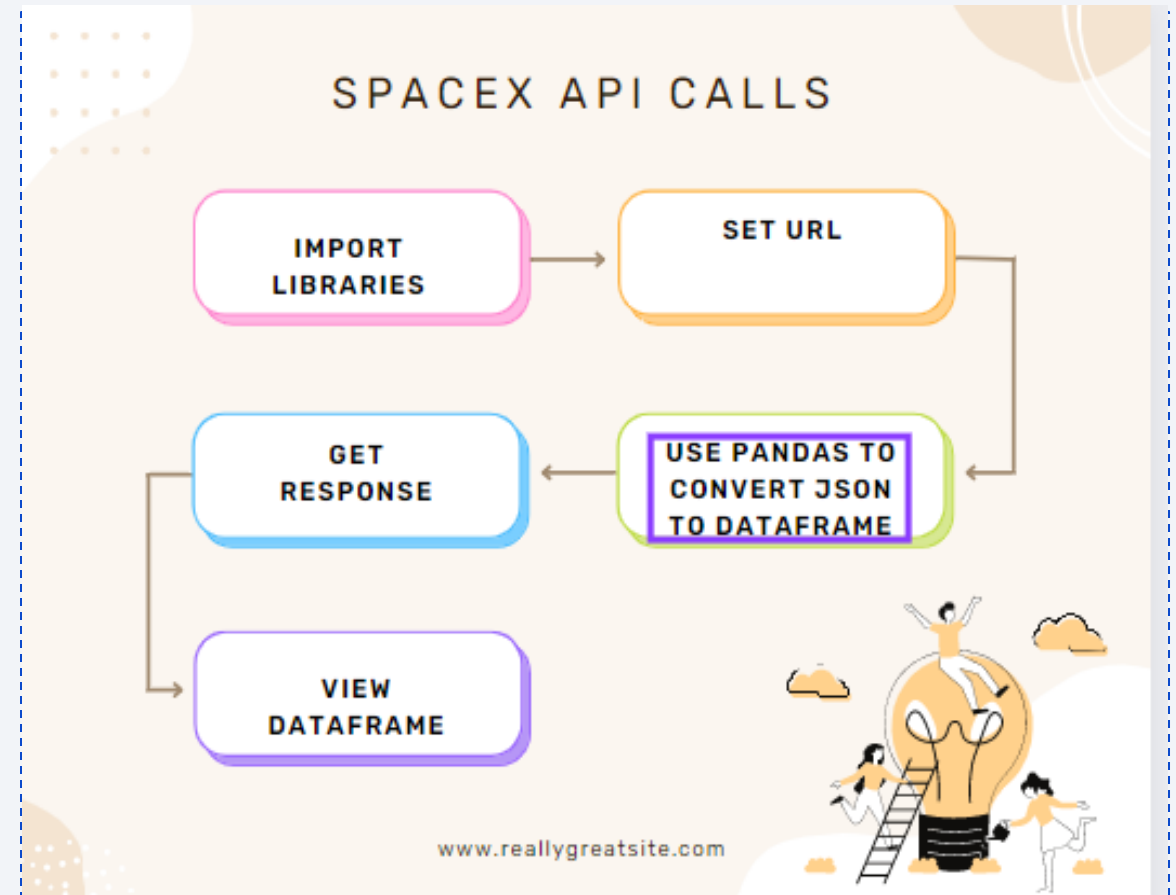 SPACEX API CALLS
IMPORT
LIBRARIES
SET URL
USE PANDAS TO
CONVERT JSON
TO DATAFRAME
GET
RESPONSE
VIEW
DATAFRAME
www.reallygreatsite.com